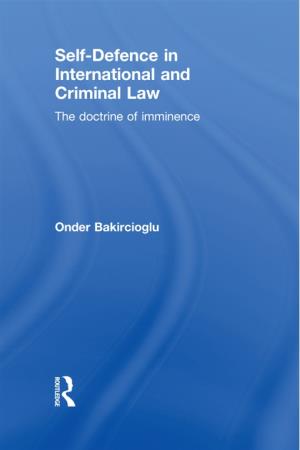 Self-Defence in
International and
Criminal Law
The doctrine of imminence
Onder Bakircioglu
ROUTLEDGE